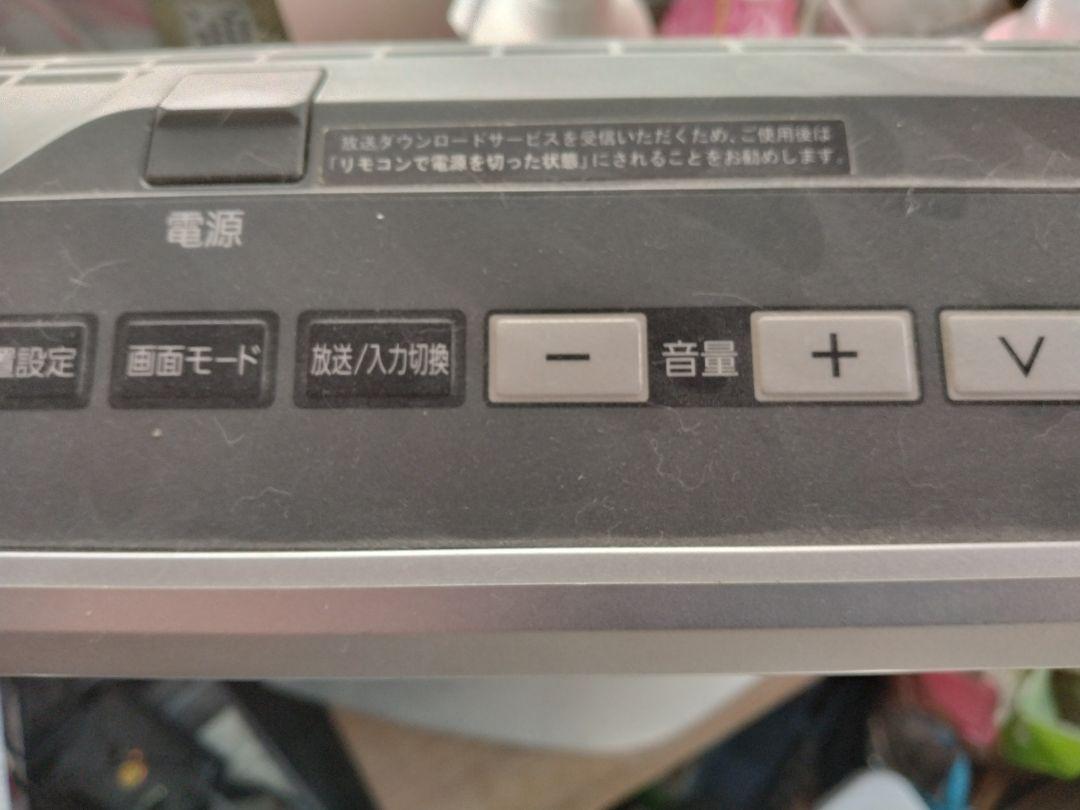 放送ダウンロードサービスを受信いただくため、ご使用後は
「リモコンで電源を切った状態」にされることをお勧めします。
電源
置設定
画面モード
放送/入力切換
−
音量
+
∨